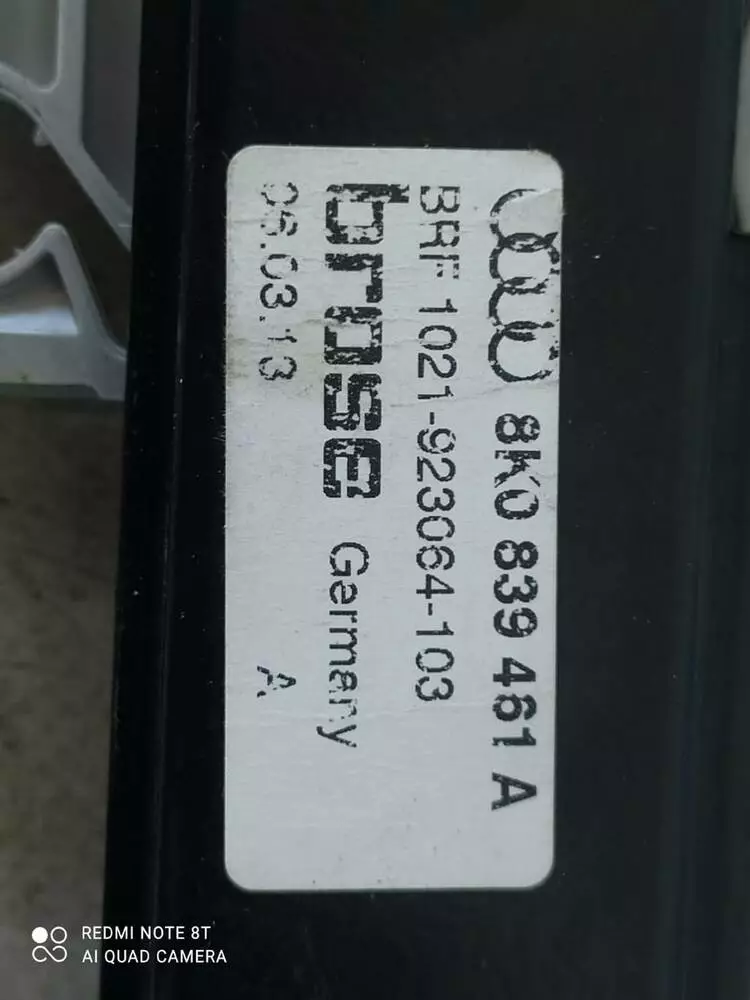 8K0 839 461 A
BRF 1021-923064-103
brose Germany
06.03.13 A
REDMI NOTE 8T
AI QUAD CAMERA